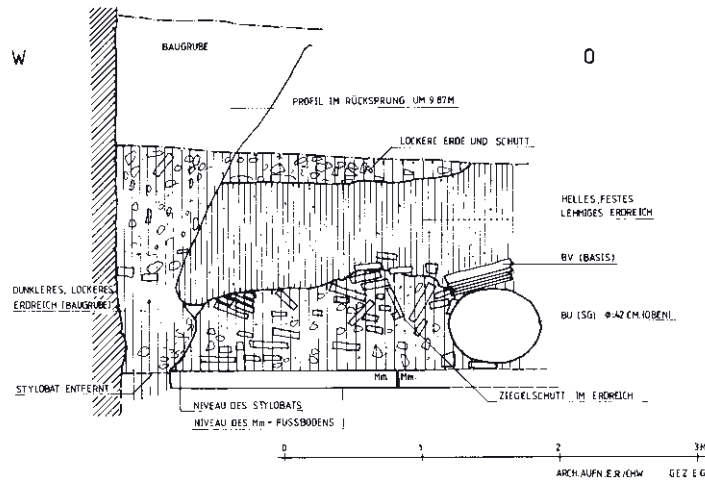 W
BAUGRUBE
O
PROFIL IM RÜCKSPRUNG UM 9.87M
LOCKERE ERDE UND SCHUTT
HELLES, FESTES
LEHMIGES ERDREICH
BV (BASIS)
DUNKLERES, LOCKERES
ERDREICH (BAUGRUBE)
BU (SG) Φ:42 CM. (OBEN)
Mm. Mm.
STYLOBAT ENTFERNT
ZIEGELSCHUTT IM ERDREICH
NIVEAU DES STYLOBATS
NIVEAU DES Mm - FUSSBODENS
0 1 2 3M
ARCH. AUFN. E.R./CHW GEZ E G